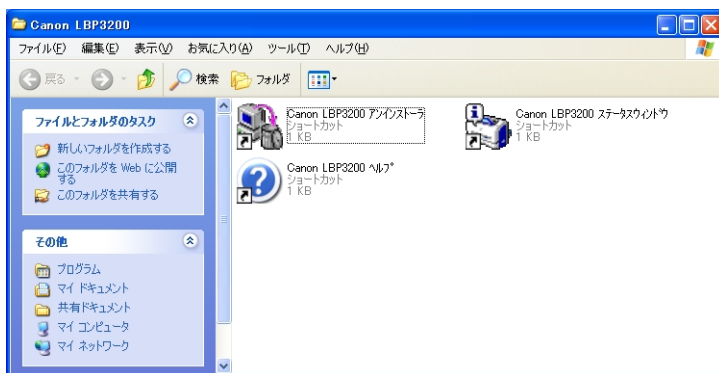 Canon LBP3200
ファイル(F) 編集(E) 表示(V) お気に入り(A) ツール(T) ヘルプ(H)
戻る 検索 フォルダ
ファイルとフォルダのタスク
新しいフォルダを作成する
このフォルダを Web に公開
する
このフォルダを共有する
その他
プログラム
マイ ドキュメント
共有ドキュメント
マイ コンピュータ
マイ ネットワーク
Canon LBP3200 ｱﾝｲﾝｽﾄｰﾗ
ショートカット
1 KB
Canon LBP3200 ｽﾃｰﾀｽｳｨﾝﾄﾞｳ
ショートカット
1 KB
Canon LBP3200 ﾍﾙﾌﾟ
ショートカット
1 KB